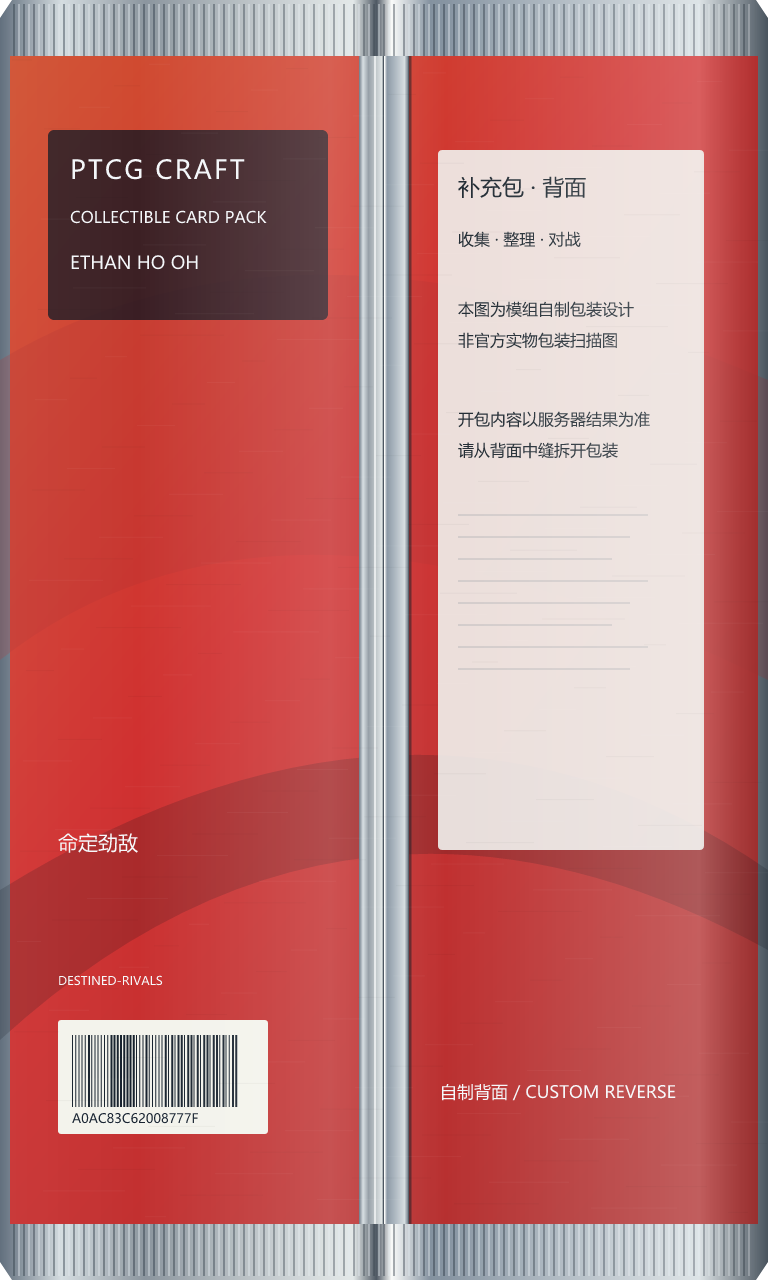 PTCG CRAFT
COLLECTIBLE CARD PACK
ETHAN HO OH
命定劲敌
DESTINED-RIVALS
A0AC83C62008777F
补充包 · 背面
收集 · 整理 · 对战
本图为模组自制包装设计
非官方实物包装扫描图
开包内容以服务器结果为准
请从背面中缝拆开包装
自制背面 / CUSTOM REVERSE